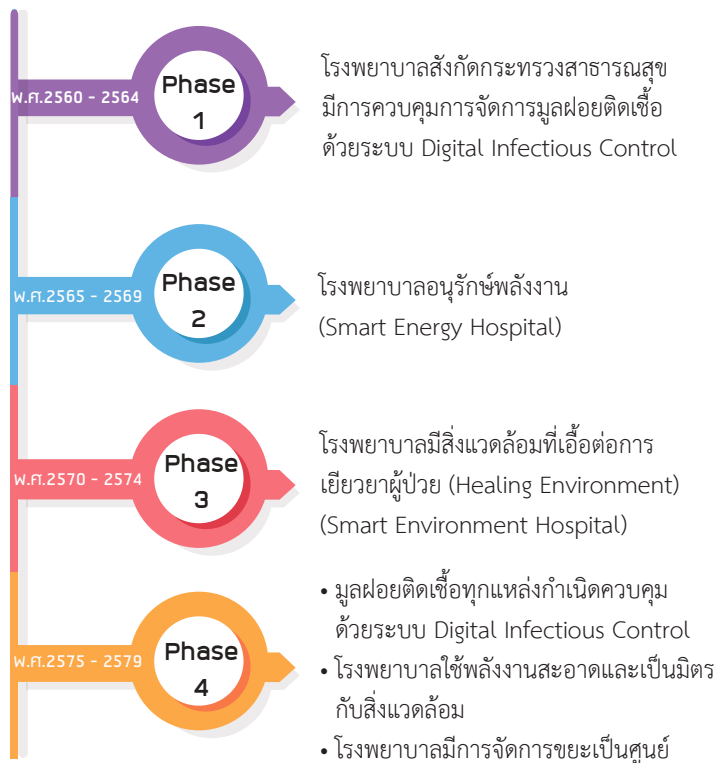 พ.ศ.2560 - 2564
Phase
1
โรงพยาบาลสังกัดกระทรวงสาธารณสุข
มีการควบคุมการจัดการมูลฝอยติดเชื้อ
ด้วยระบบ Digital Infectious Control
พ.ศ.2565 - 2569
Phase
2
โรงพยาบาลอนุรักษ์พลังงาน
(Smart Energy Hospital)
พ.ศ.2570 - 2574
Phase
3
โรงพยาบาลมีสิ่งแวดล้อมที่เอื้อต่อการ
เยียวยาผู้ป่วย (Healing Environment)
(Smart Environment Hospital)
พ.ศ.2575 - 2579
Phase
4
• มูลฝอยติดเชื้อทุกแหล่งกำเนิดควบคุม
ด้วยระบบ Digital Infectious Control
• โรงพยาบาลใช้พลังงานสะอาดและเป็นมิตร
กับสิ่งแวดล้อม
• โรงพยาบาลมีการจัดการขยะเป็นศูนย์